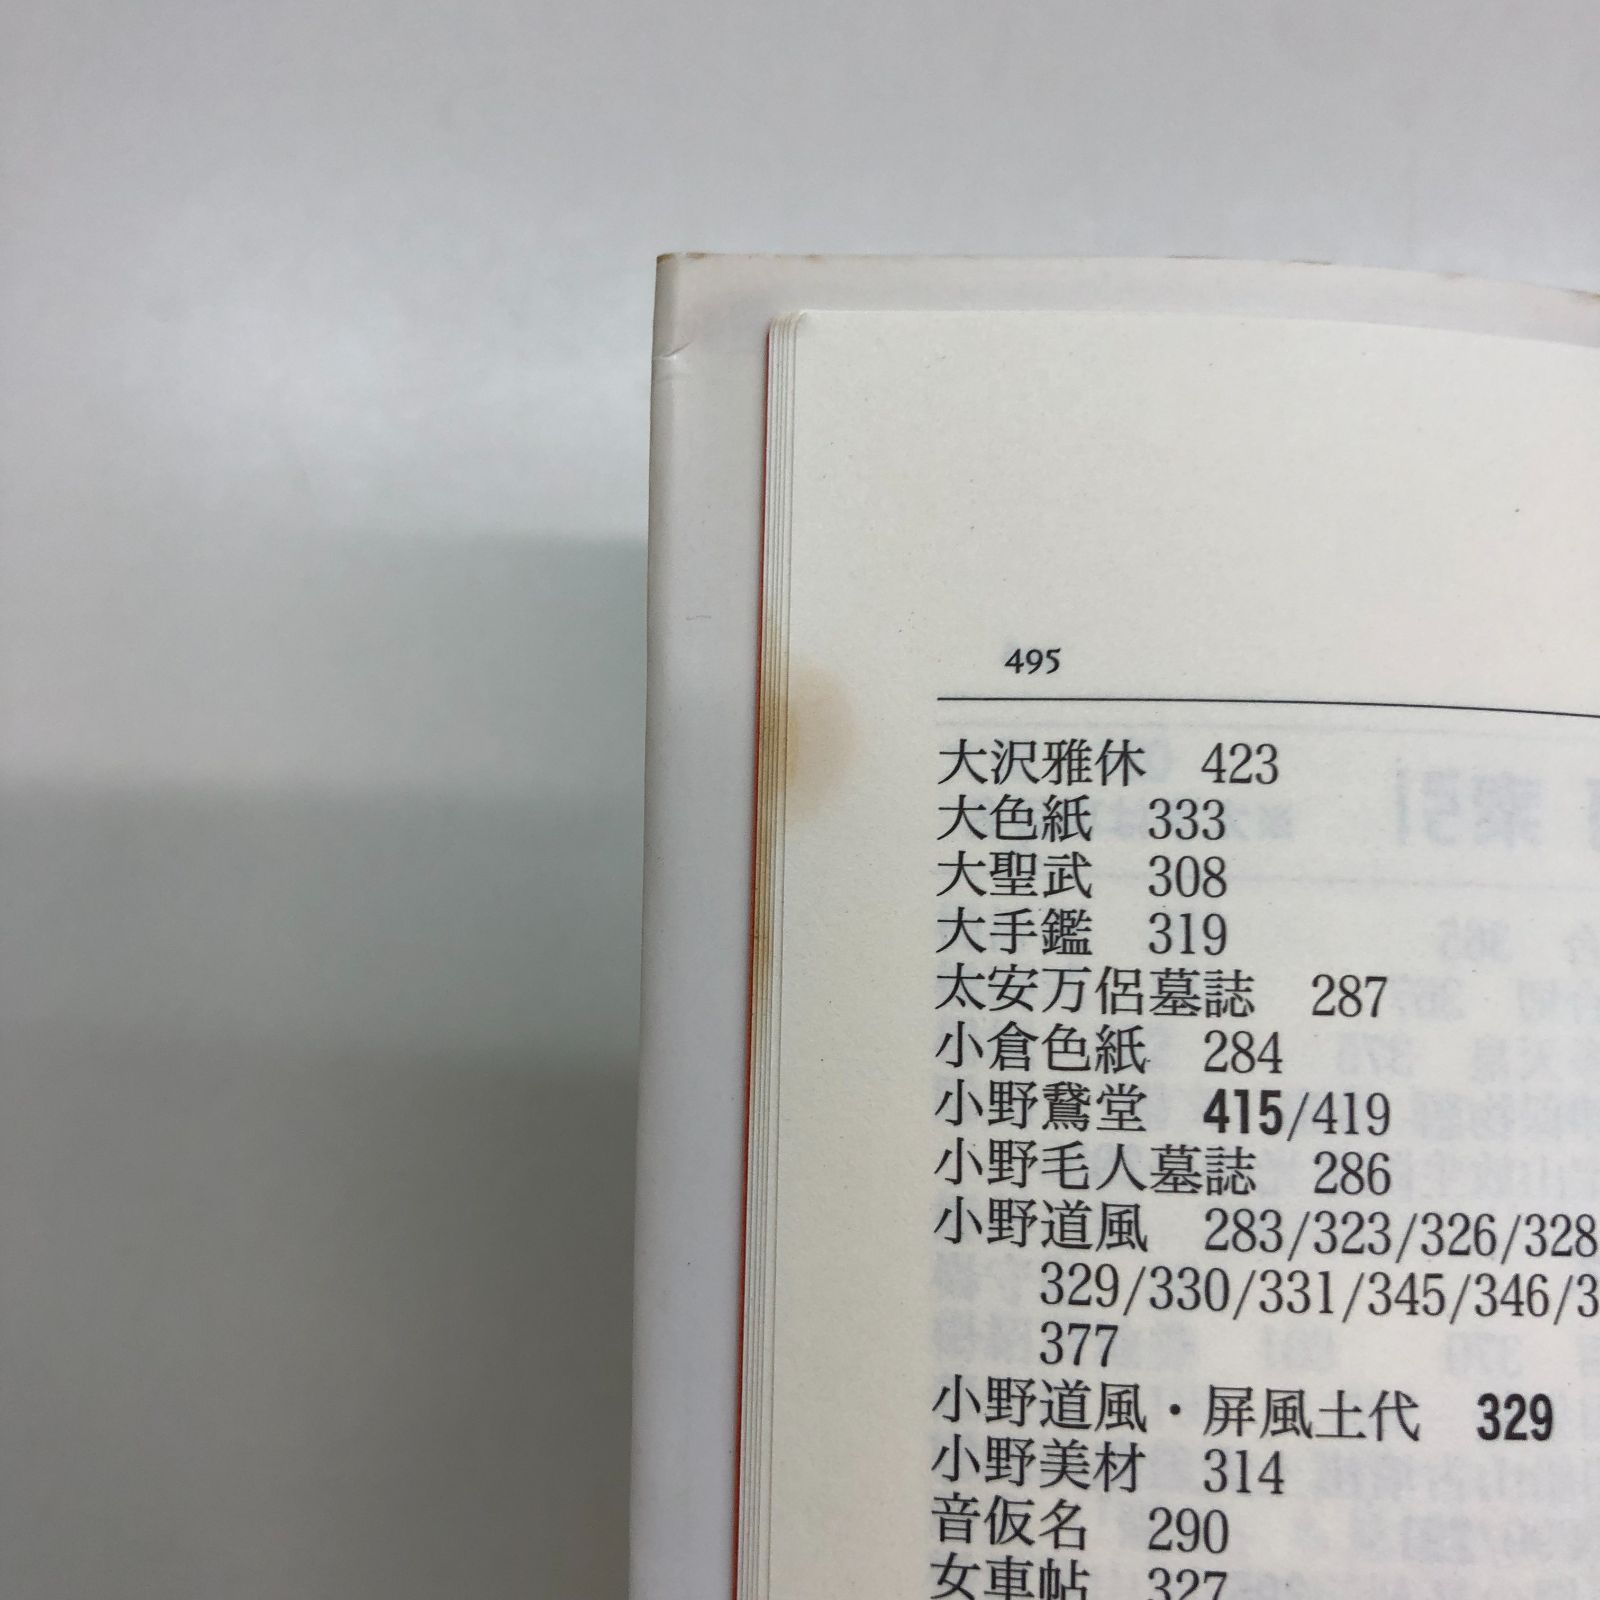 495
大沢雅休 423
大色紙 333
大聖武 308
大手鑑 319
太安万侶墓誌 287
小倉色紙 284
小野鵞堂 415/419
小野毛人墓誌 286
小野道風 283/323/326/328
329/330/331/345/346/3
377
小野道風・屏風土代 329
小野美材 314
音仮名 290
女車帖 327